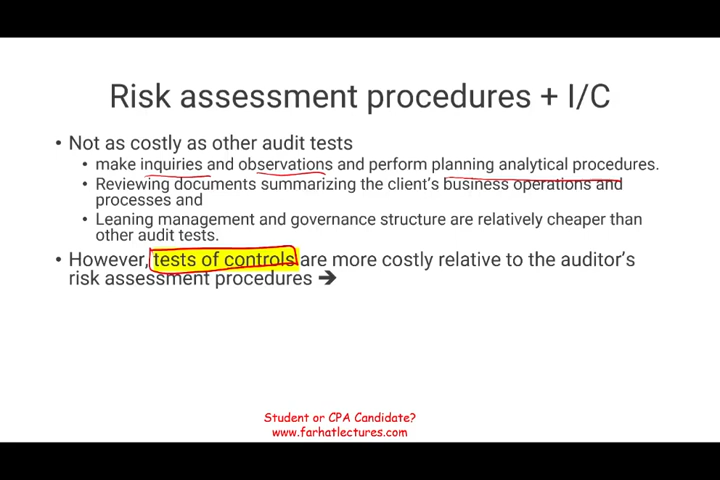 Risk assessment procedures + I/C
• Not as costly as other audit tests
• make inquiries and observations and perform planning analytical procedures.
• Reviewing documents summarizing the client's business operations and
processes and
• Leaning management and governance structure are relatively cheaper than
other audit tests.
• However, tests of controls are more costly relative to the auditor's
risk assessment procedures ➔
Student or CPA Candidate?
www.farhatlectures.com